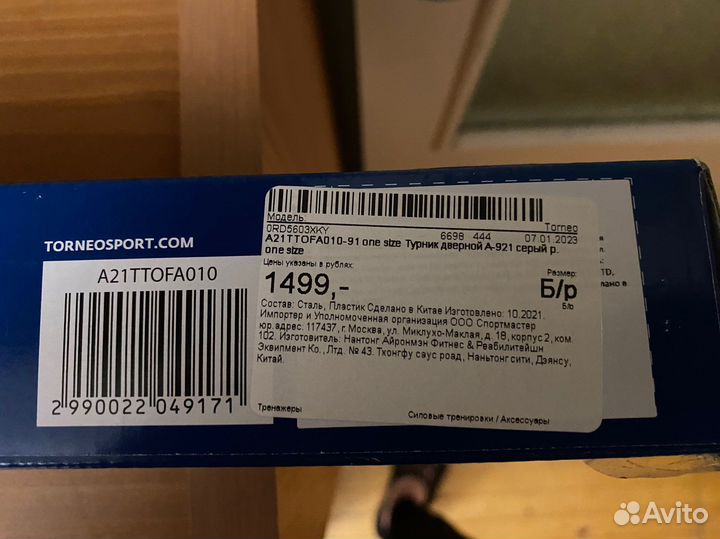 TORNEOSPORT.COM
A21TTOFA010
2 990022 049171
Модель:
0RD5603XKY 6698 444 Torneo
A21TTOFA010-91 one size Турник дверной А-921 серый р. 07.01.2023
one size
Цены указаны в рублях:
1499,-
Размер:
Б/р
Б/о
Состав: Сталь, Пластик Сделано в Китае Изготовлено: 10.2021.
Импортер и Уполномоченная организация ООО Спортмастер
юр.адрес: 117437, г. Москва, ул. Миклухо-Маклая, д. 18, корпус 2, ком.
102. Изготовитель: Нантонг Айронмэн Фитнес & Реабилитейшн
Эквипмент Ко., Лтд. № 43. Тхонгфу саус роад, Наньтонг сити, Дзянсу,
Китай.
Тренажеры
Силовые тренировки / Аксессуары
TD,
Avito